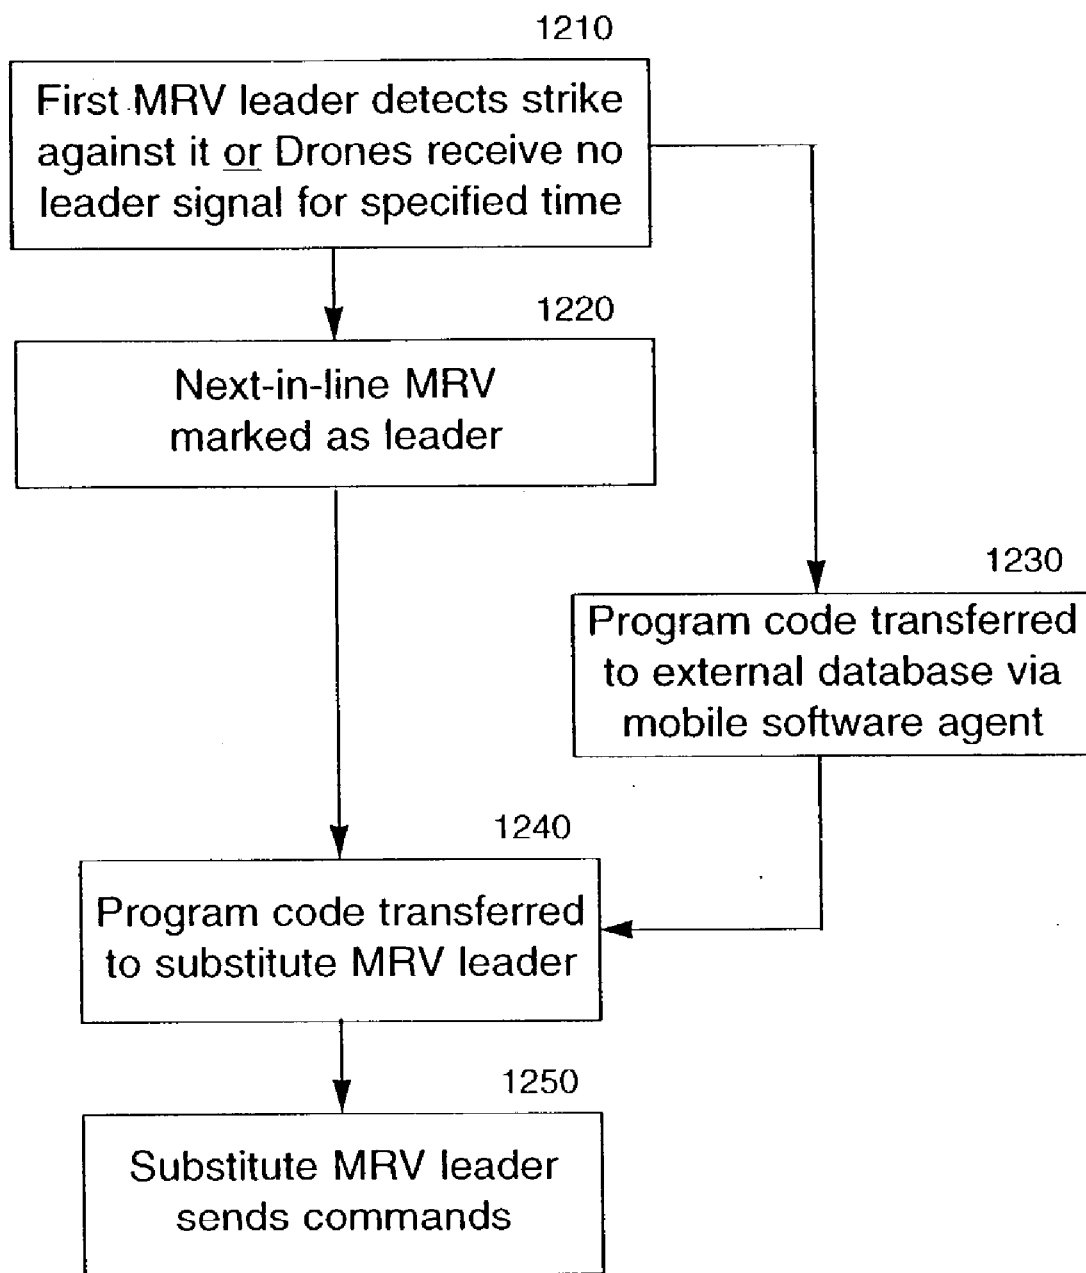 1210
First MRV leader detects strike
against it or Drones receive no
leader signal for specified time
1220
Next-in-line MRV
marked as leader
1230
Program code transferred
to external database via
mobile software agent
1240
Program code transferred
to substitute MRV leader
1250
Substitute MRV leader
sends commands